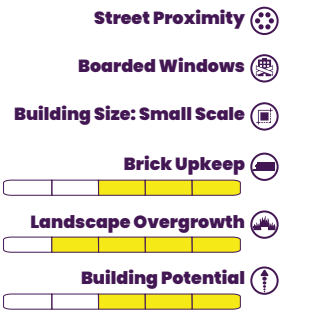 Street Proximity
Boarded Windows
Building Size: Small Scale
Brick Upkeep
Landscape Overgrowth
Building Potential